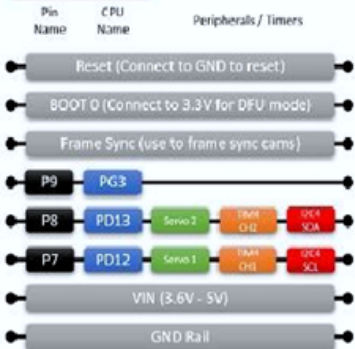 Pin Name CPU Name Peripherals / Timers
Reset (Connect to GND to reset)
BOOT 0 (Connect to 3.3V for DFU mode)
Frame Sync (use to frame sync cams)
P9 PG3
P8 PD13 Servo 2 TIM4 CH2 I2C4 SDA
P7 PD12 Servo 1 TIM4 CH1 I2C4 SCL
VIN (3.6V - 5V)
GND Rail